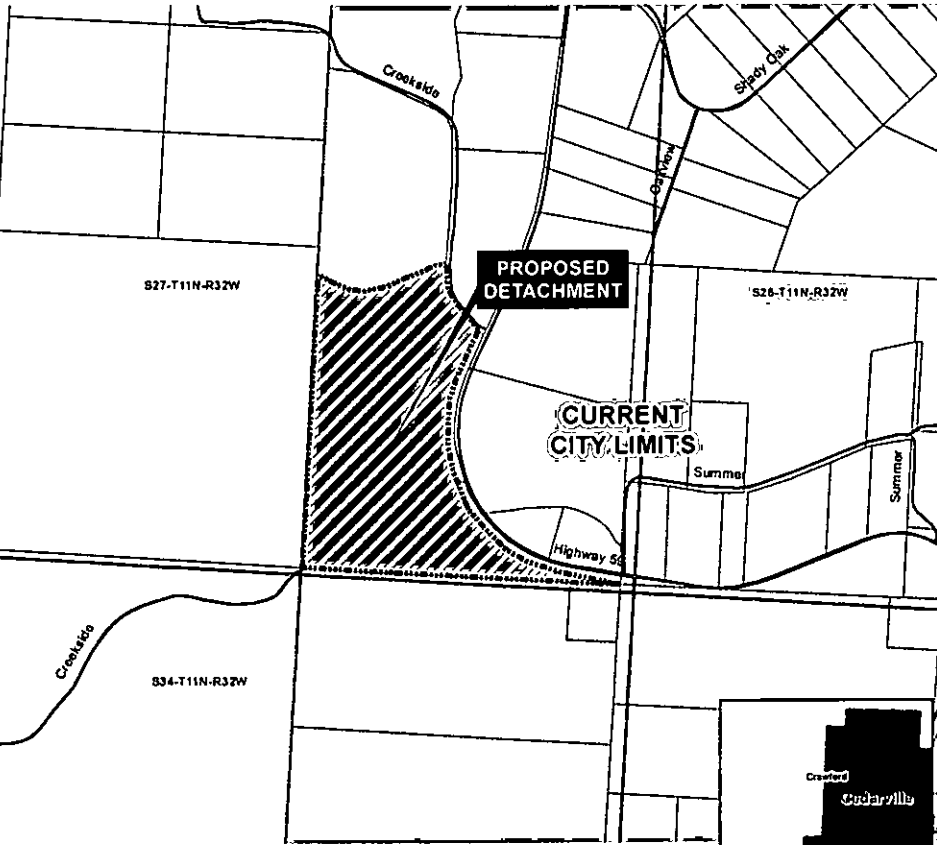 Creekside
Shady Oak
Oakview
PROPOSED
DETACHMENT
S27-T11N-R32W
S26-T11N-R32W
CURRENT
CITY LIMITS
Summer
Summer
Highway 59
Creekside
S34-T11N-R32W
Crawford
Cedarville